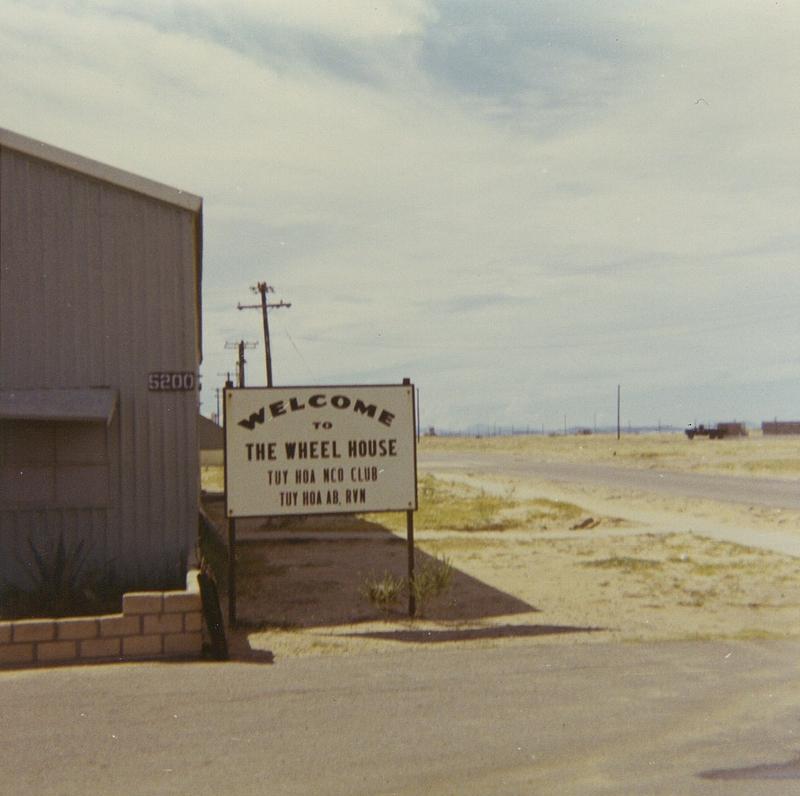 5200
WELCOME
TO
THE WHEEL HOUSE
TUY HOA NCO CLUB
TUY HOA AB, RVN